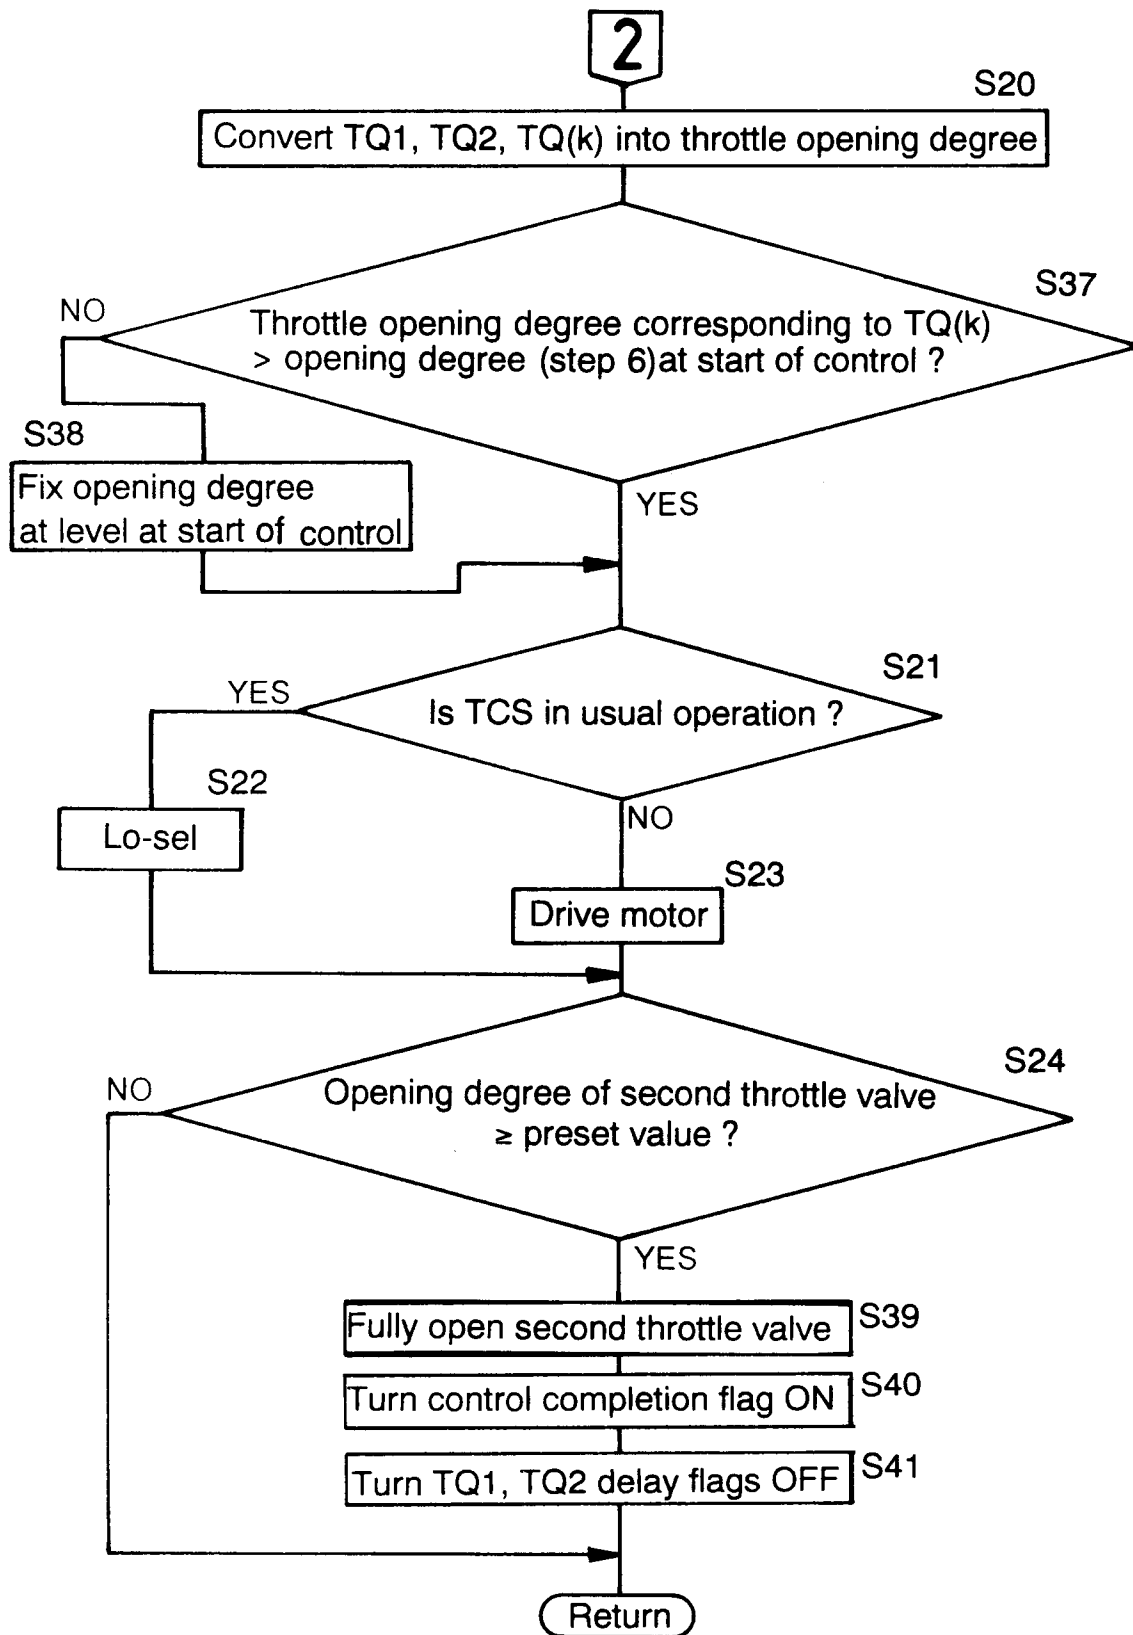 2
S20
Convert TQ1, TQ2, TQ(k) into throttle opening degree
S37
NO
Throttle opening degree corresponding to TQ(k)
> opening degree (step 6)at start of control ?
S38
Fix opening degree
at level at start of control
YES
S21
YES
Is TCS in usual operation ?
S22
Lo-sel
NO
S23
Drive motor
S24
NO
Opening degree of second throttle valve
≥ preset value ?
YES
Fully open second throttle valve
S39
Turn control completion flag ON
S40
Turn TQ1, TQ2 delay flags OFF
S41
Return